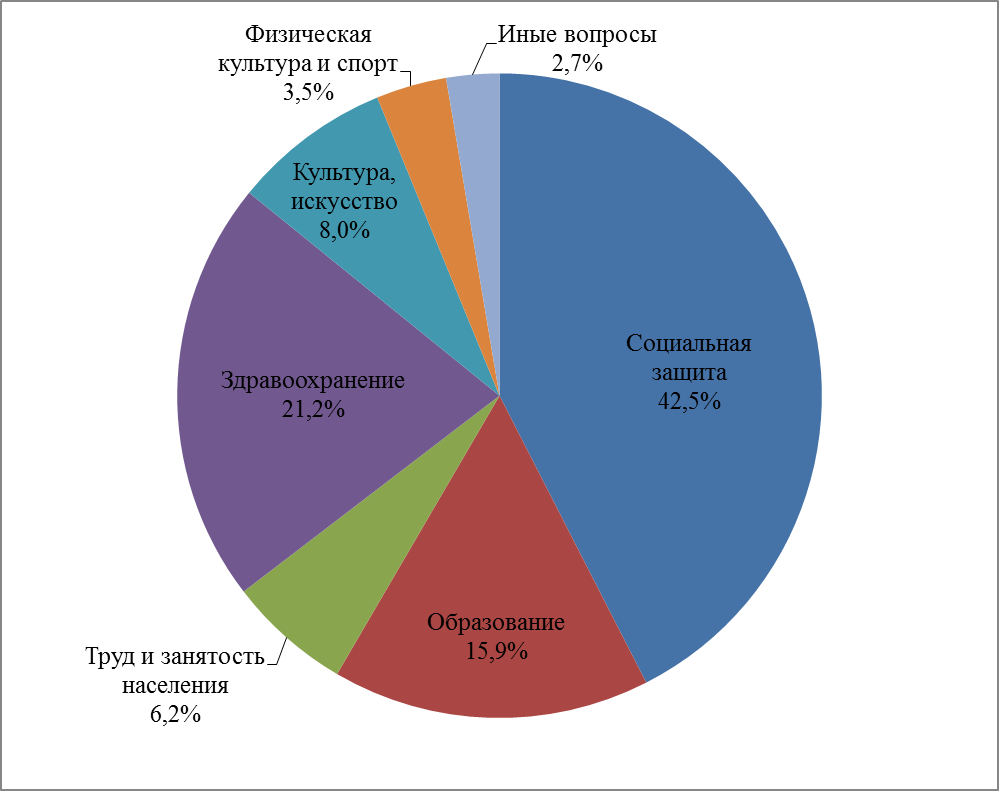 Физическая
культура и спорт
3,5%
Иные вопросы
2,7%
Культура,
искусство
8,0%
Социальная
защита
42,5%
Здравоохранение
21,2%
Образование
15,9%
Труд и занятость
населения
6,2%